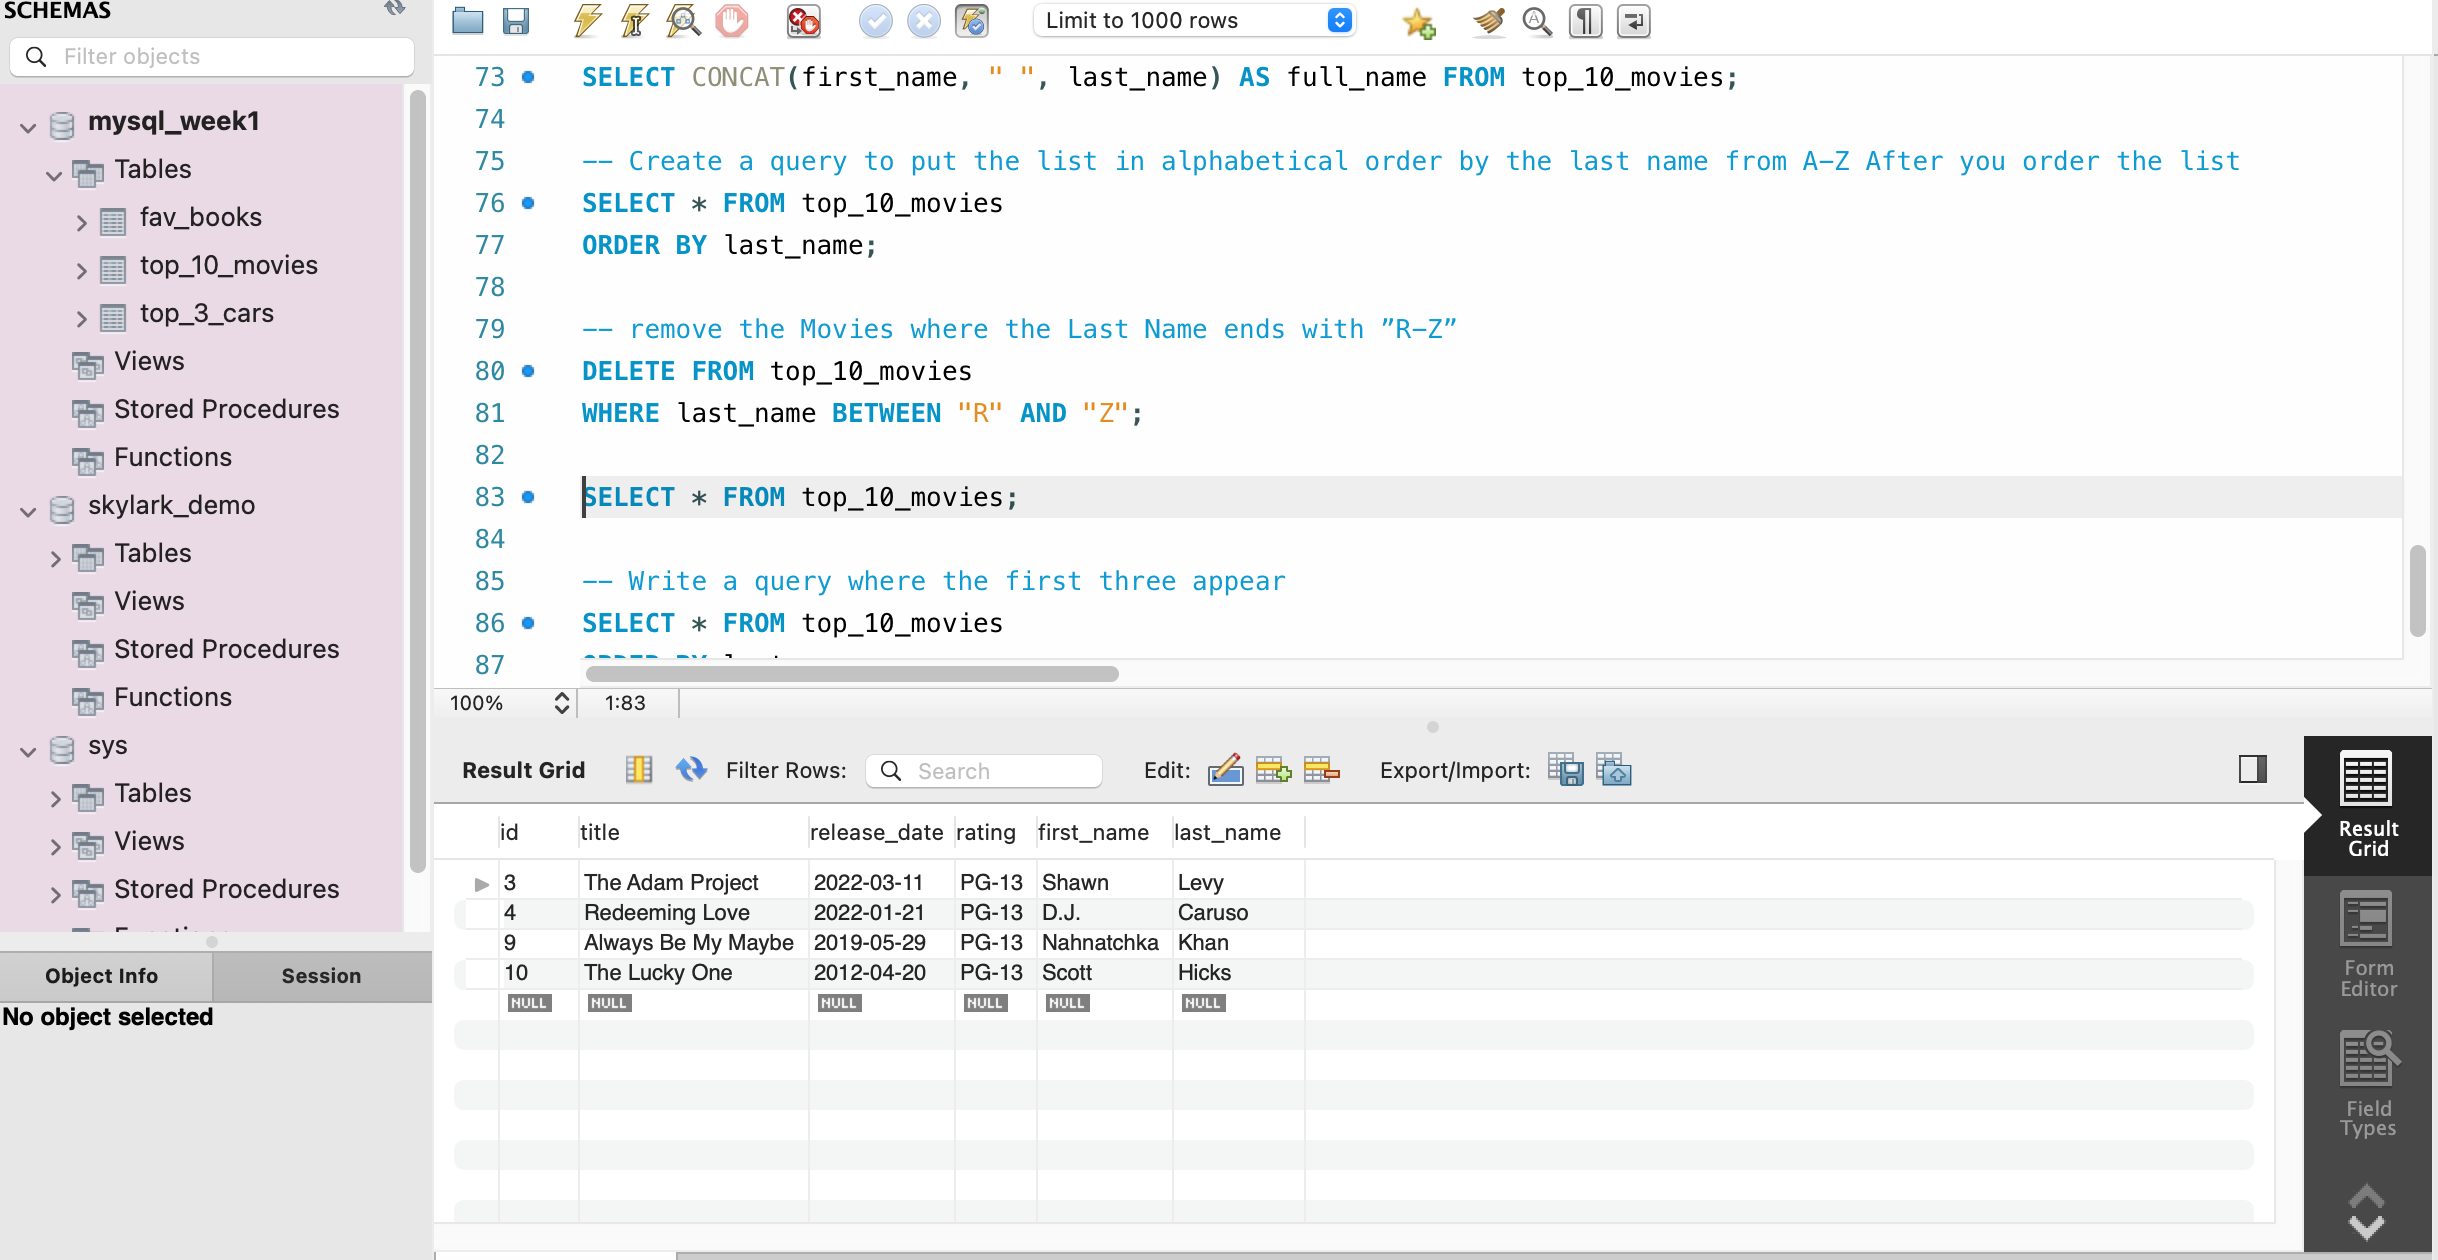 SCHEMAS
Filter objects
mysql_week1
Tables
fav_books
top_10_movies
top_3_cars
Views
Stored Procedures
Functions
skylark_demo
Tables
Views
Stored Procedures
Functions
sys
Tables
Views
Stored Procedures
Object Info Session
No object selected
Limit to 1000 rows
73 SELECT CONCAT(first_name, " ", last_name) AS full_name FROM top_10_movies;
74
75 -- Create a query to put the list in alphabetical order by the last name from A-Z After you order the list
76 SELECT * FROM top_10_movies
77 ORDER BY last_name;
78
79 -- remove the Movies where the Last Name ends with ”R-Z”
80 DELETE FROM top_10_movies
81 WHERE last_name BETWEEN "R" AND "Z";
82
83 SELECT * FROM top_10_movies;
84
85 -- Write a query where the first three appear
86 SELECT * FROM top_10_movies
87
100% 1:83
Result Grid Filter Rows: Search Edit: Export/Import:
id title release_date rating first_name last_name
3 The Adam Project 2022-03-11 PG-13 Shawn Levy
4 Redeeming Love 2022-01-21 PG-13 D.J. Caruso
9 Always Be My Maybe 2019-05-29 PG-13 Nahnatchka Khan
10 The Lucky One 2012-04-20 PG-13 Scott Hicks
NULL NULL NULL NULL NULL NULL
Result
Grid
Form
Editor
Field
Types